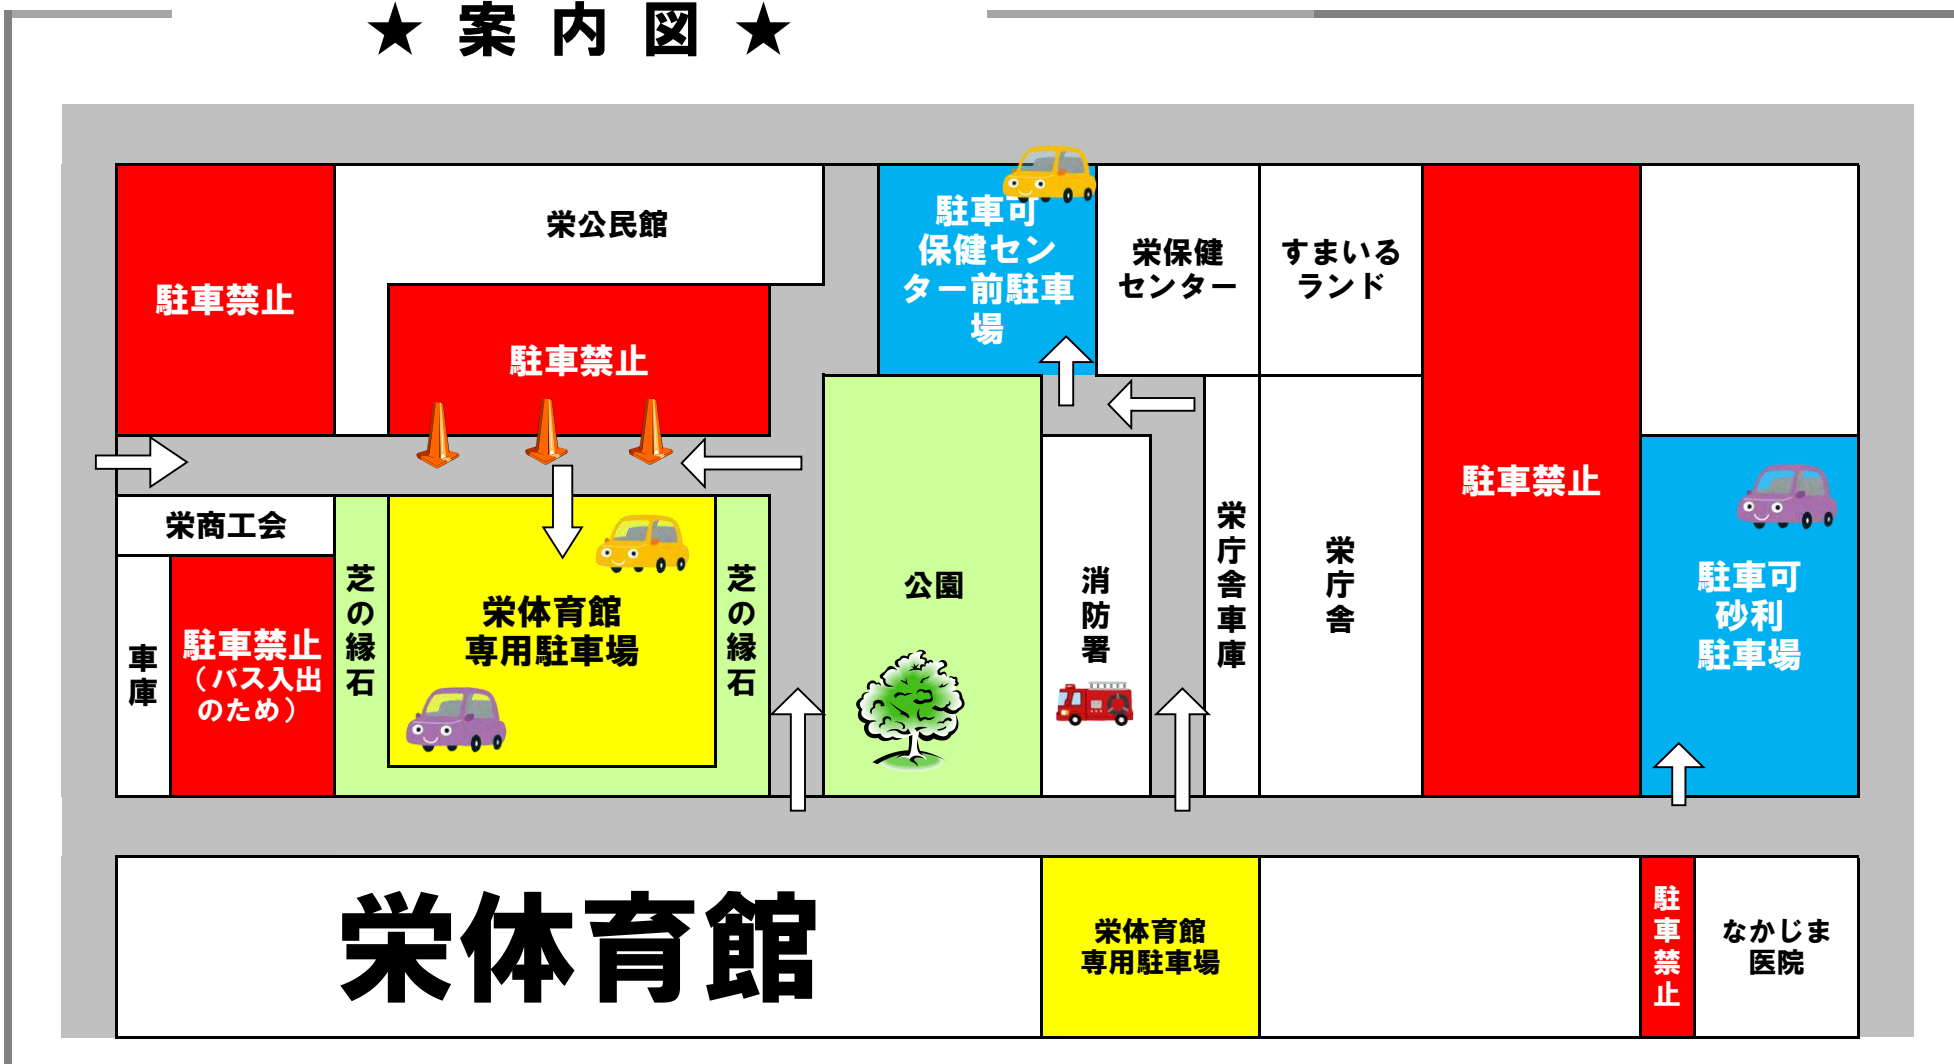 ★ 案 内 図 ★
駐車禁止
栄公民館
駐車禁止
駐車可
保健セン
ター前駐車
場
栄保健
センター
すまいる
ランド
駐車禁止
栄商工会
車庫
駐車禁止
（バス入出
のため）
芝の縁石
栄体育館
専用駐車場
芝の縁石
公園
消防署
栄庁舎車庫
栄庁舎
駐車可
砂利
駐車場
栄体育館
栄体育館
専用駐車場
駐車禁止
なかじま
医院